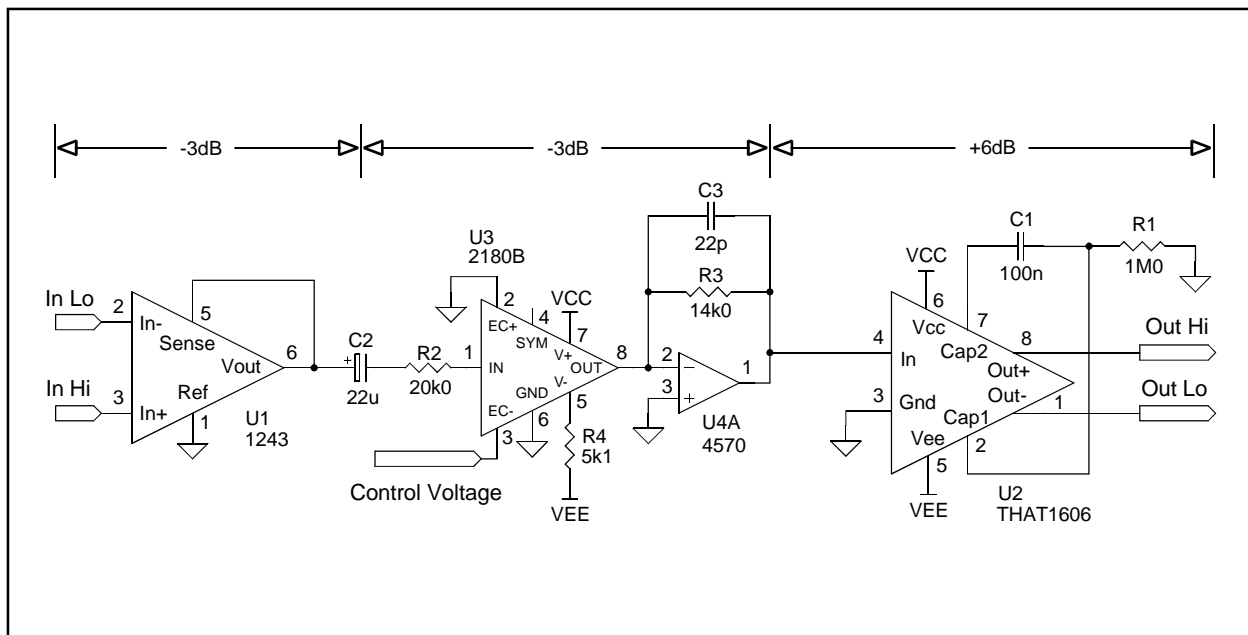 -3dB
-3dB
+6dB
C3
22p
R3
14k0
C1
100n
R1
1M0
U3
2180B
VCC
VCC
In Lo
2
In-
5
Sense
Vout
6
In Hi
3
In+
Ref
1
U1
1243
C2
+
22u
R2
20k0
1
IN
2
EC+
4
SYM
7
V+
OUT
8
V-
GND
EC-
3
6
5
R4
5k1
VEE
Control Voltage
2
3
−
+
1
U4A
4570
4
In
3
Gnd
6
Vcc
7
Cap2
8
Out+
Out-
1
Cap1
2
Vee
5
VEE
U2
THAT1606
Out Hi
Out Lo